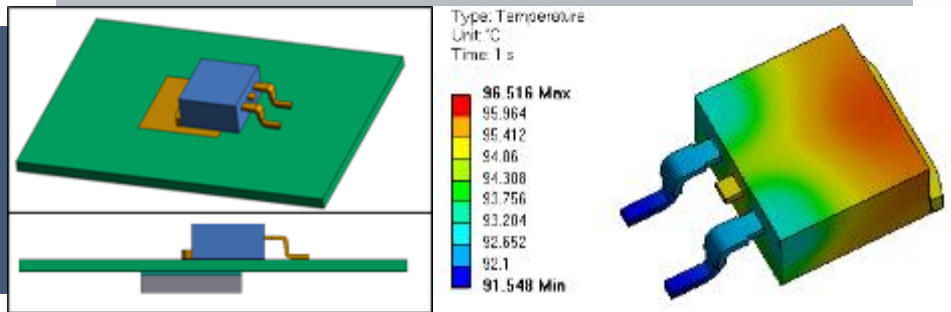 Type: Temperature
Unit: °C
Time: 1 s
96.516 Max
95.964
95.412
94.86
94.308
93.756
93.204
92.652
92.1
91.548 Min